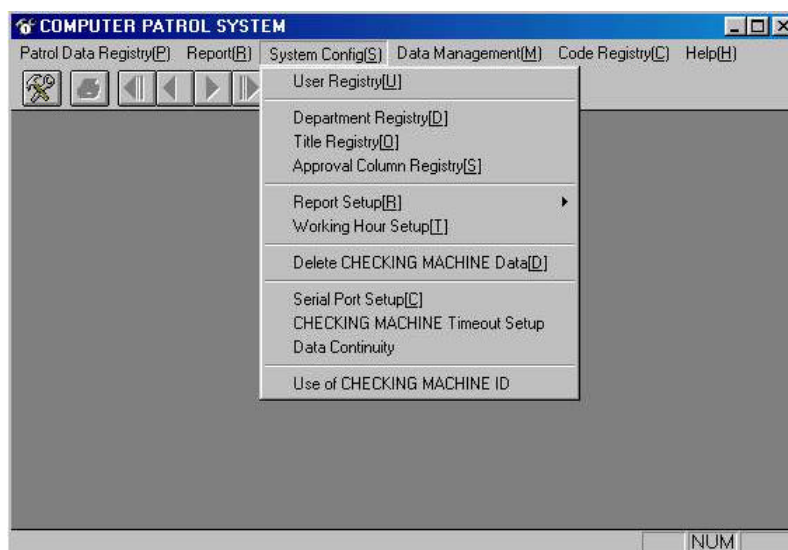 COMPUTER PATROL SYSTEM
Patrol Data Registry(P) Report(R) System Config(S) Data Management(M) Code Registry(C) Help(H)
User Registry[U]
Department Registry[D]
Title Registry[O]
Approval Column Registry[S]
Report Setup[R]
Working Hour Setup[T]
Delete CHECKING MACHINE Data[D]
Serial Port Setup[C]
CHECKING MACHINE Timeout Setup
Data Continuity
Use of CHECKING MACHINE ID
NUM